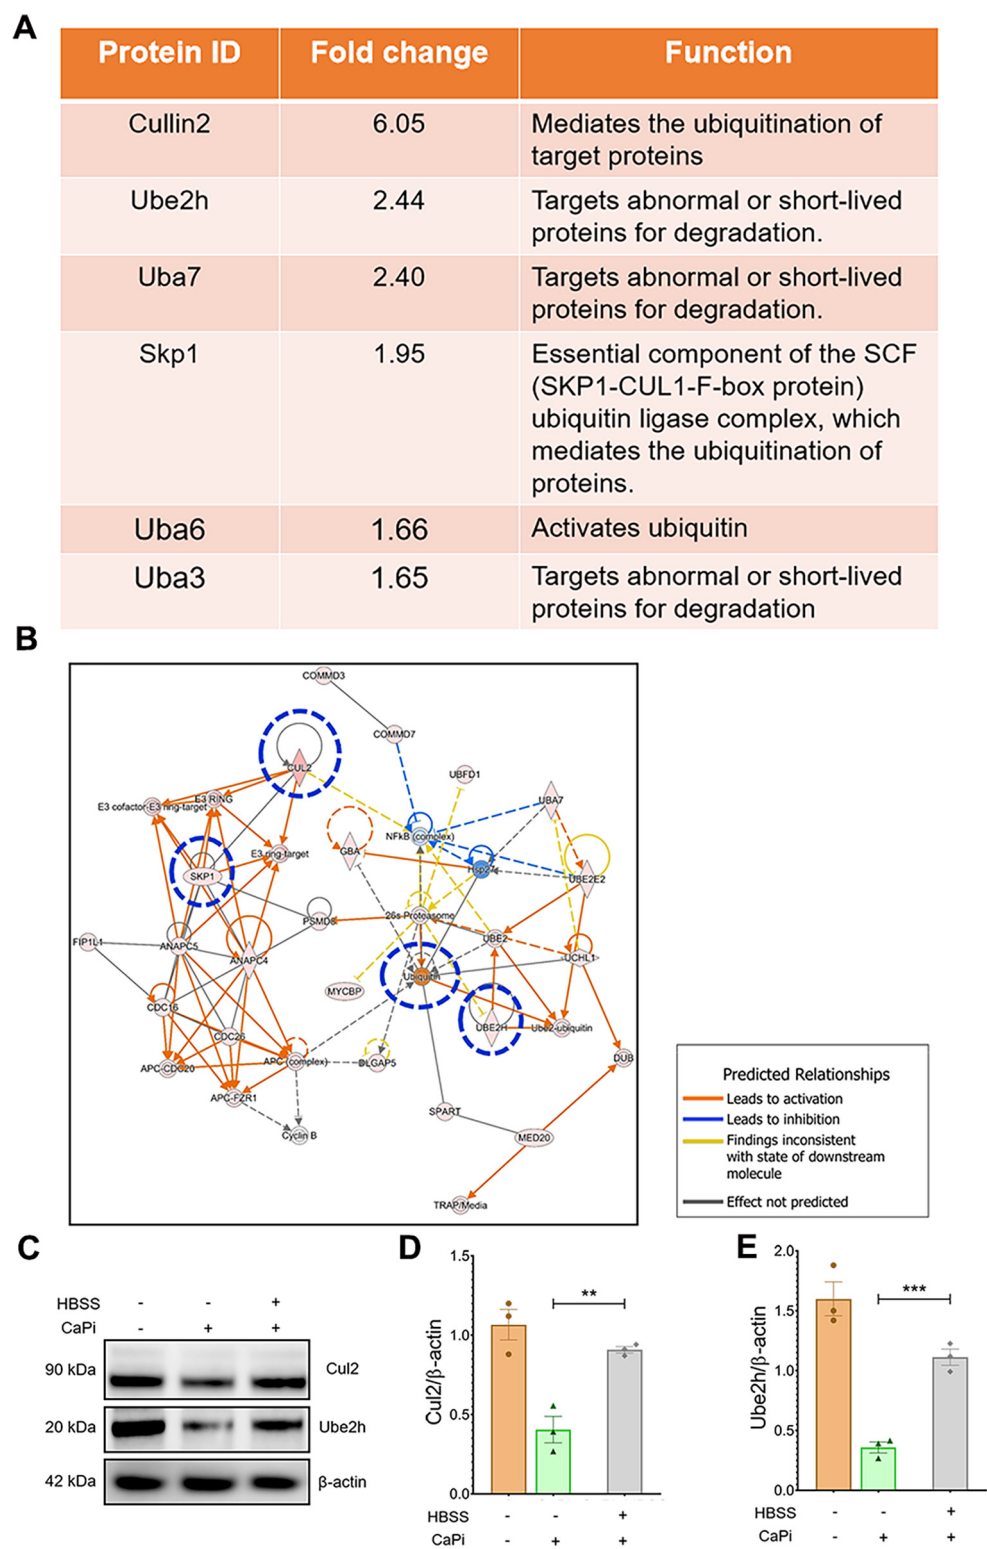 A
Protein ID Fold change Function
Cullin2 6.05 Mediates the ubiquitination of
target proteins
Ube2h 2.44 Targets abnormal or short-lived
proteins for degradation.
Uba7 2.40 Targets abnormal or short-lived
proteins for degradation.
Skp1 1.95 Essential component of the SCF
(SKP1-CUL1-F-box protein)
ubiquitin ligase complex, which
mediates the ubiquitination of
proteins.
Uba6 1.66 Activates ubiquitin
Uba3 1.65 Targets abnormal or short-lived
proteins for degradation
B
COMMD3
COMMD7
CUL2
UBFD1
E3 RING
UBA7
E3 cofactor-E3 ring-target
NFkB (complex)
E3 ring-target
GBA
Hsp27
SKP1
UBE2E2
26s Proteasome
PSMD8
FIP1L1
ANAPC5
UBE2
ANAPC4
UCHL1
Ubiquitin
MYCBP
CDC16
CDC26
UBE2H
Ube2-ubiquitin
APC (complex)
DLGAP5
DUB
APC-CDC20
APC-FZR1
SPART
Cyclin B
MED20
TRAP/Media
Predicted Relationships
Leads to activation
Leads to inhibition
Findings inconsistent
with state of downstream
molecule
Effect not predicted
C
HBSS - - +
CaPi - + +
90 kDa Cul2
20 kDa Ube2h
42 kDa β-actin
D
Cul2/β-actin
1.5
1.0
0.5
0.0
**
HBSS - +
CaPi - + +
E
Ube2h/β-actin
2.0
1.5
1.0
0.5
0.0
***
HBSS +
CaPi - + +